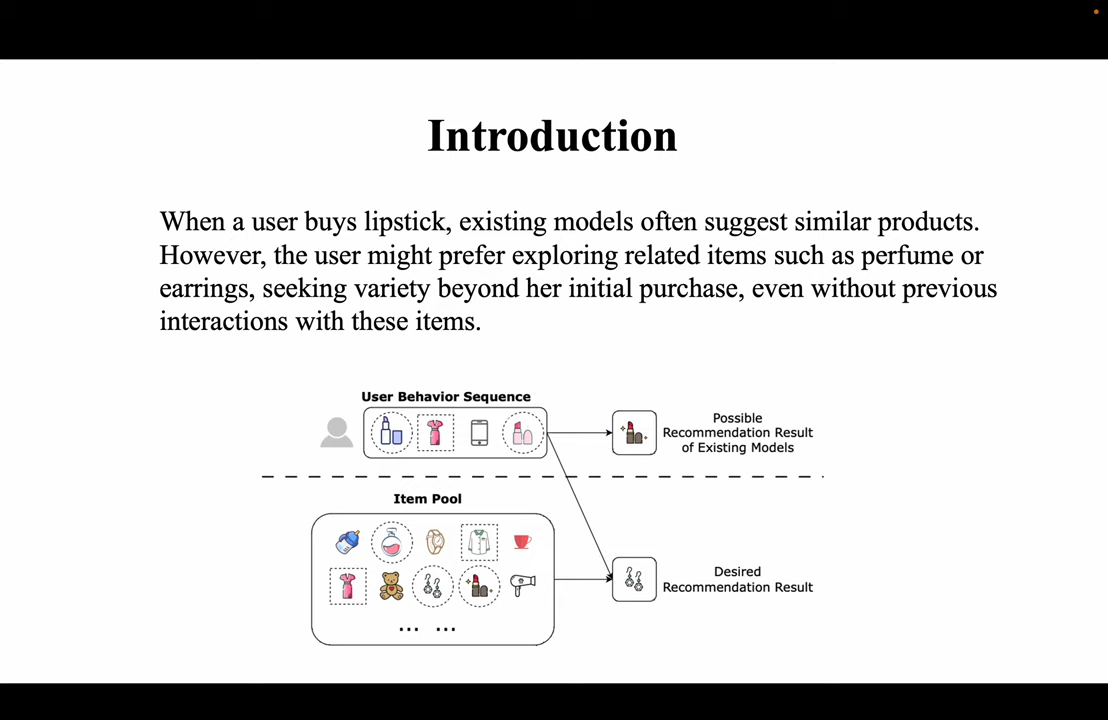 Introduction
When a user buys lipstick, existing models often suggest similar products.
However, the user might prefer exploring related items such as perfume or
earrings, seeking variety beyond her initial purchase, even without previous
interactions with these items.
User Behavior Sequence
Possible
Recommendation Result
of Existing Models
Item Pool
... ...
Desired
Recommendation Result